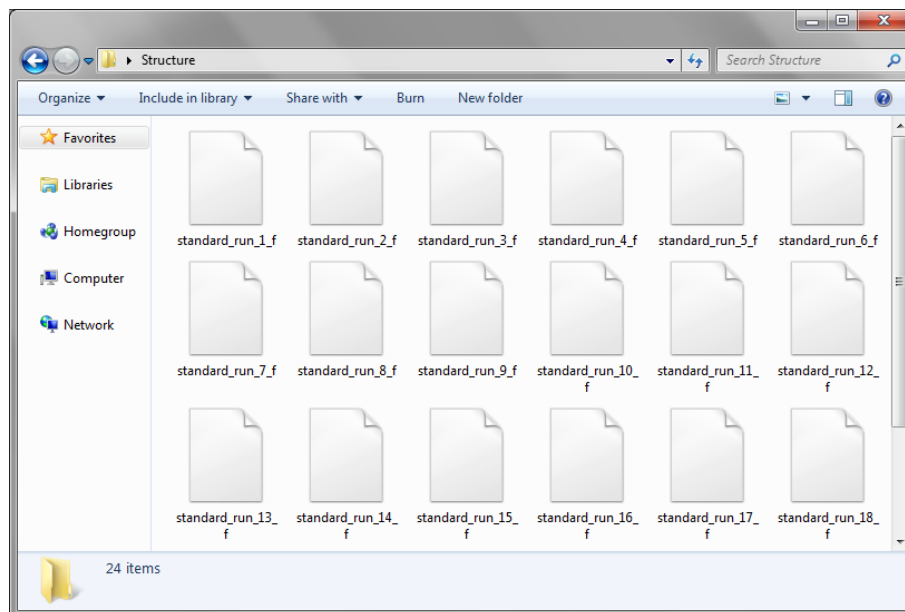 Structure
Search Structure
Organize
Include in library
Share with
Burn
New folder
Favorites
Libraries
Homegroup
Computer
Network
standard_run_1_f
standard_run_2_f
standard_run_3_f
standard_run_4_f
standard_run_5_f
standard_run_6_f
standard_run_7_f
standard_run_8_f
standard_run_9_f
standard_run_10_
f
standard_run_11_
f
standard_run_12_
f
standard_run_13_
f
standard_run_14_
f
standard_run_15_
f
standard_run_16_
f
standard_run_17_
f
standard_run_18_
f
24 items